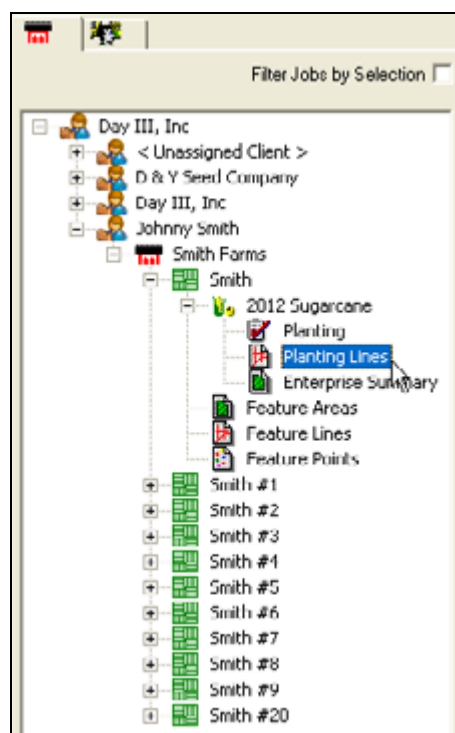 Filter Jobs by Selection
Day III, Inc
< Unassigned Client >
D & Y Seed Company
Day III, Inc
Johnny Smith
Smith Farms
Smith
2012 Sugarcane
Planting
Planting Lines
Enterprise Summary
Feature Areas
Feature Lines
Feature Points
Smith #1
Smith #2
Smith #3
Smith #4
Smith #5
Smith #6
Smith #7
Smith #8
Smith #9
Smith #20